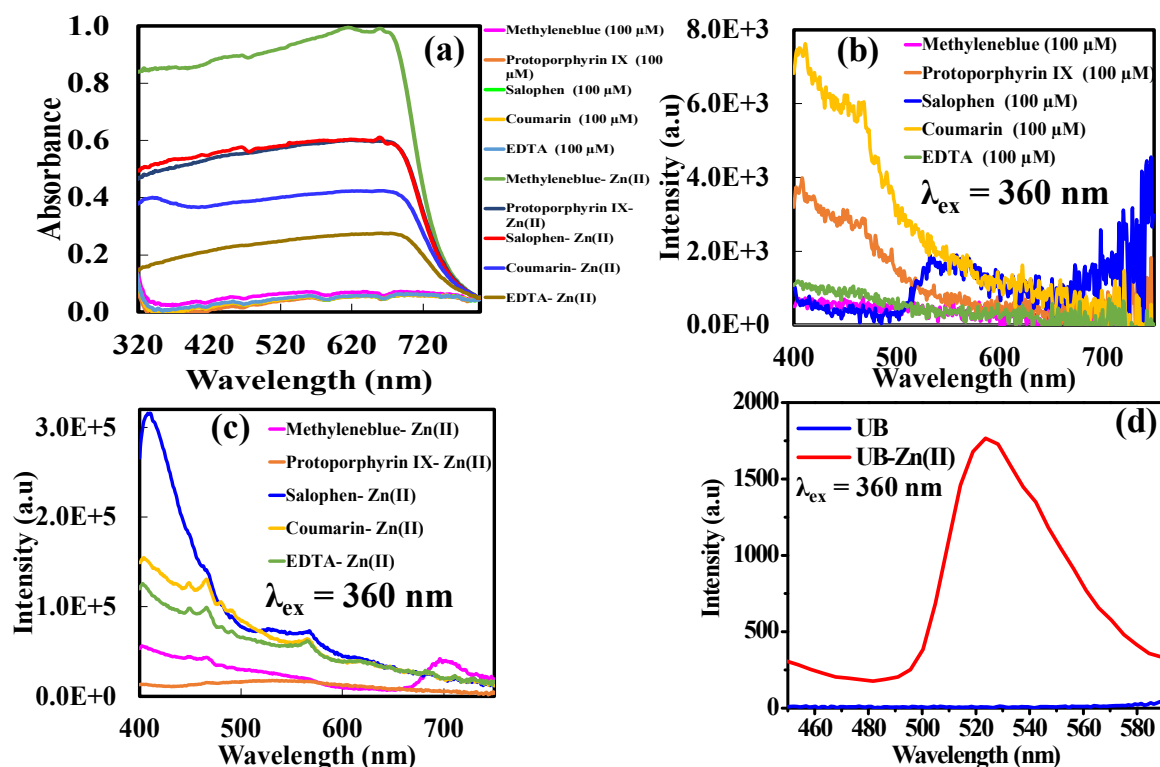 (a)
1.0
0.8
0.6
0.4
0.2
0.0
Absorbance
320 420 520 620 720
Wavelength (nm)
Methyleneblue (100 µM)
Protoporphyrin IX (100
µM)
Salophen (100 µM)
Coumarin (100 µM)
EDTA (100 µM)
Methyleneblue- Zn(II)
Protoporphyrin IX-
Zn(II)
Salophen- Zn(II)
Coumarin- Zn(II)
EDTA- Zn(II)
(b)
8.0E+3
6.0E+3
4.0E+3
2.0E+3
0.0E+0
Intensity (a.u)
Methyleneblue (100 µM)
Protoporphyrin IX (100 µM)
Salophen (100 µM)
Coumarin (100 µM)
EDTA (100 µM)
λex = 360 nm
400 500 600 700
Wavelength (nm)
(c)
3.0E+5
2.0E+5
1.0E+5
0.0E+0
Intensity (a.u)
Methyleneblue- Zn(II)
Protoporphyrin IX- Zn(II)
Salophen- Zn(II)
Coumarin- Zn(II)
EDTA- Zn(II)
λex = 360 nm
400 500 600 700
Wavelength (nm)
(d)
2000
1750
1500
1250
1000
750
500
250
0
Intensity (a.u)
UB
UB-Zn(II)
λex = 360 nm
460 480 500 520 540 560 580
Wavelength (nm)